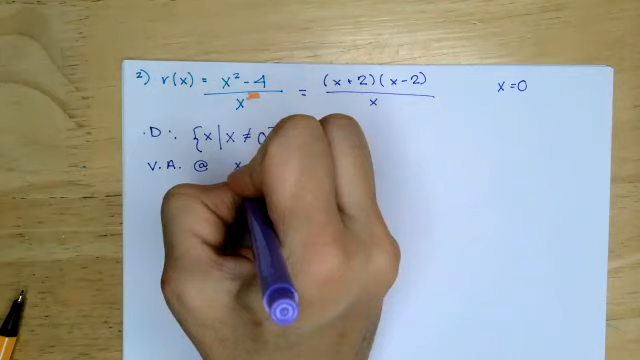 2) r(x) = x² - 4 / x = (x + 2)(x - 2) / x
x = 0
D: {x | x ≠ 0
V.A. @ x